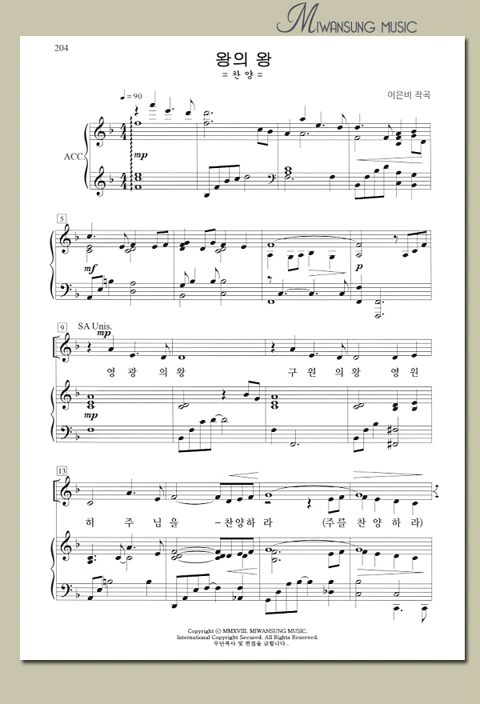 MIWANSUNG MUSIC
204
왕의 왕
= 찬 양 =
이은비 작곡
♩ = 90
ACC.
mp
5
mf
p
9
SA Unis.
mp
영 광 의 왕 구 원 의 왕 영 원
mp
13
히 주 님 을 - 찬양하 라 (주를 찬 양 하 라)
Copyright ⓒ MMXVIII. MIWANSUNG MUSIC.
International Copyright Secured. All Rights Reserved.
무단복사 및 편집을 금합니다.